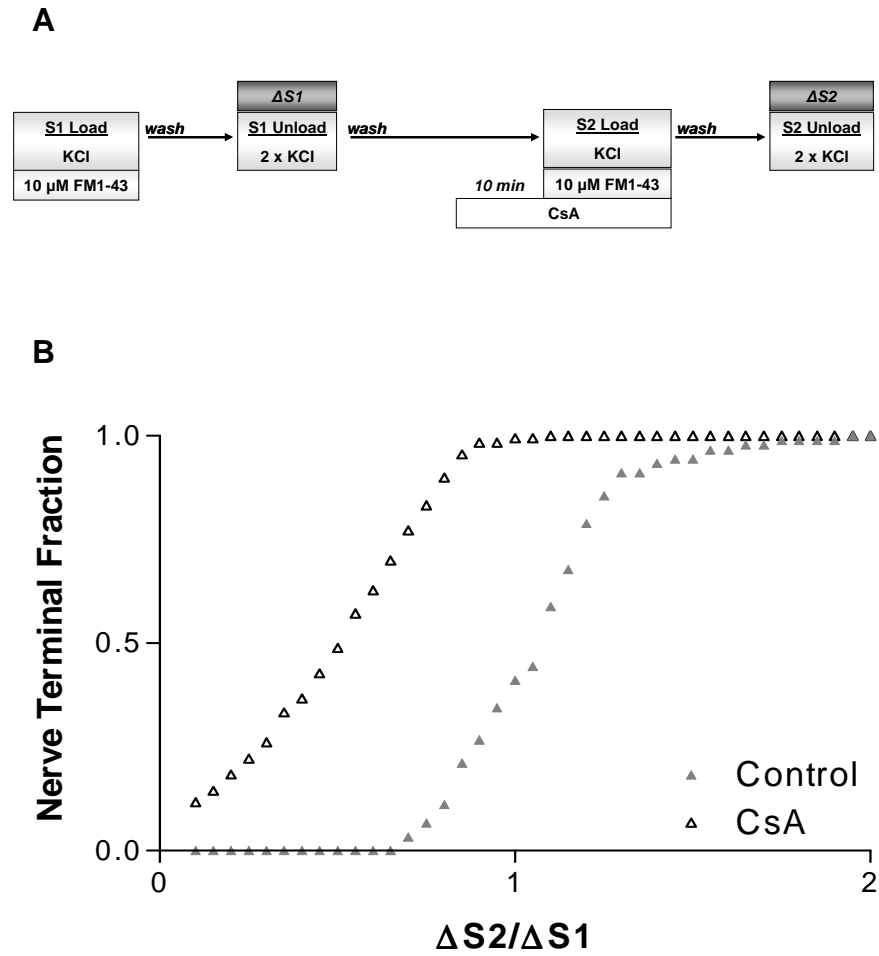 A
ΔS1
ΔS2
S1 Load
KCl
10 µM FM1-43
wash
S1 Unload
2 x KCl
wash
S2 Load
KCl
10 min
10 µM FM1-43
CsA
wash
S2 Unload
2 x KCl
B
Nerve Terminal Fraction
1.0
0.5
0.0
0
1
2
Control
CsA
ΔS2/ΔS1